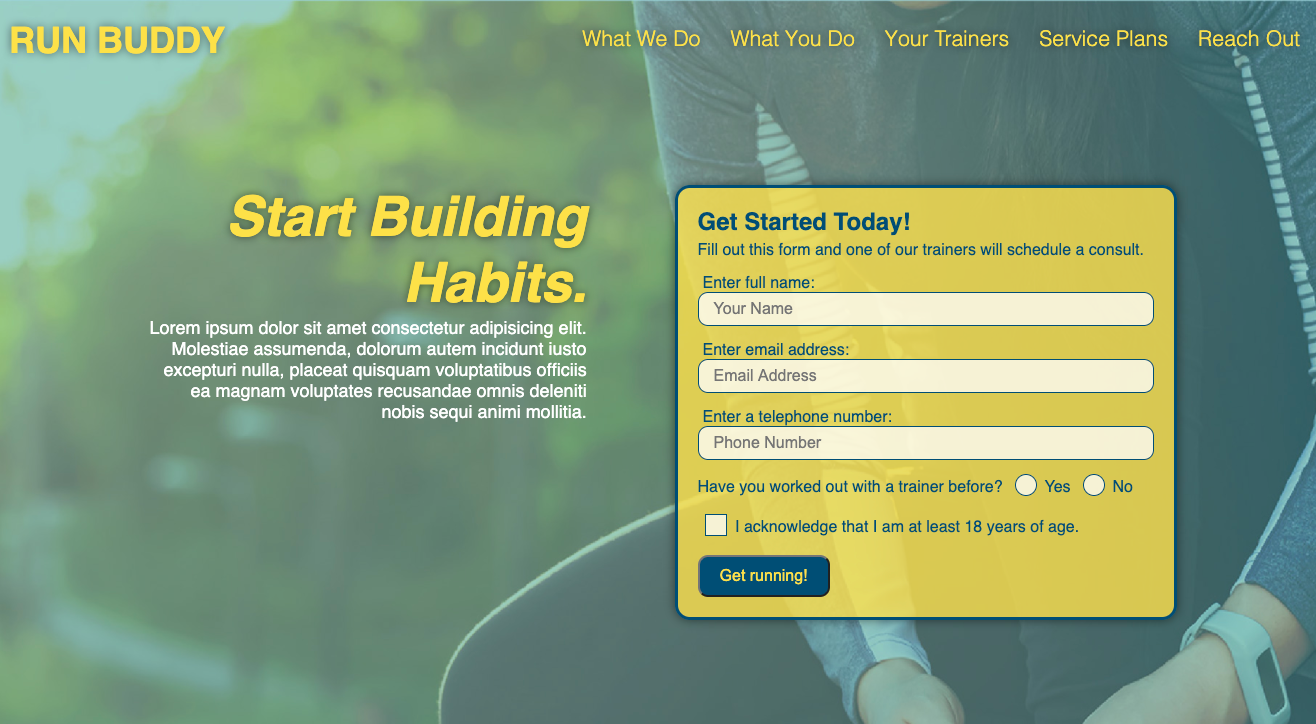 RUN BUDDY
What We Do
What You Do
Your Trainers
Service Plans
Reach Out
Start Building
Habits.
Lorem ipsum dolor sit amet consectetur adipisicing elit.
Molestiae assumenda, dolorum autem incidunt iusto
excepturi nulla, placeat quisquam voluptatibus officiis
ea magnam voluptates recusandae omnis deleniti
nobis sequi animi mollitia.
Get Started Today!
Fill out this form and one of our trainers will schedule a consult.
Enter full name:
Your Name
Enter email address:
Email Address
Enter a telephone number:
Phone Number
Have you worked out with a trainer before? Yes No
I acknowledge that I am at least 18 years of age.
Get running!